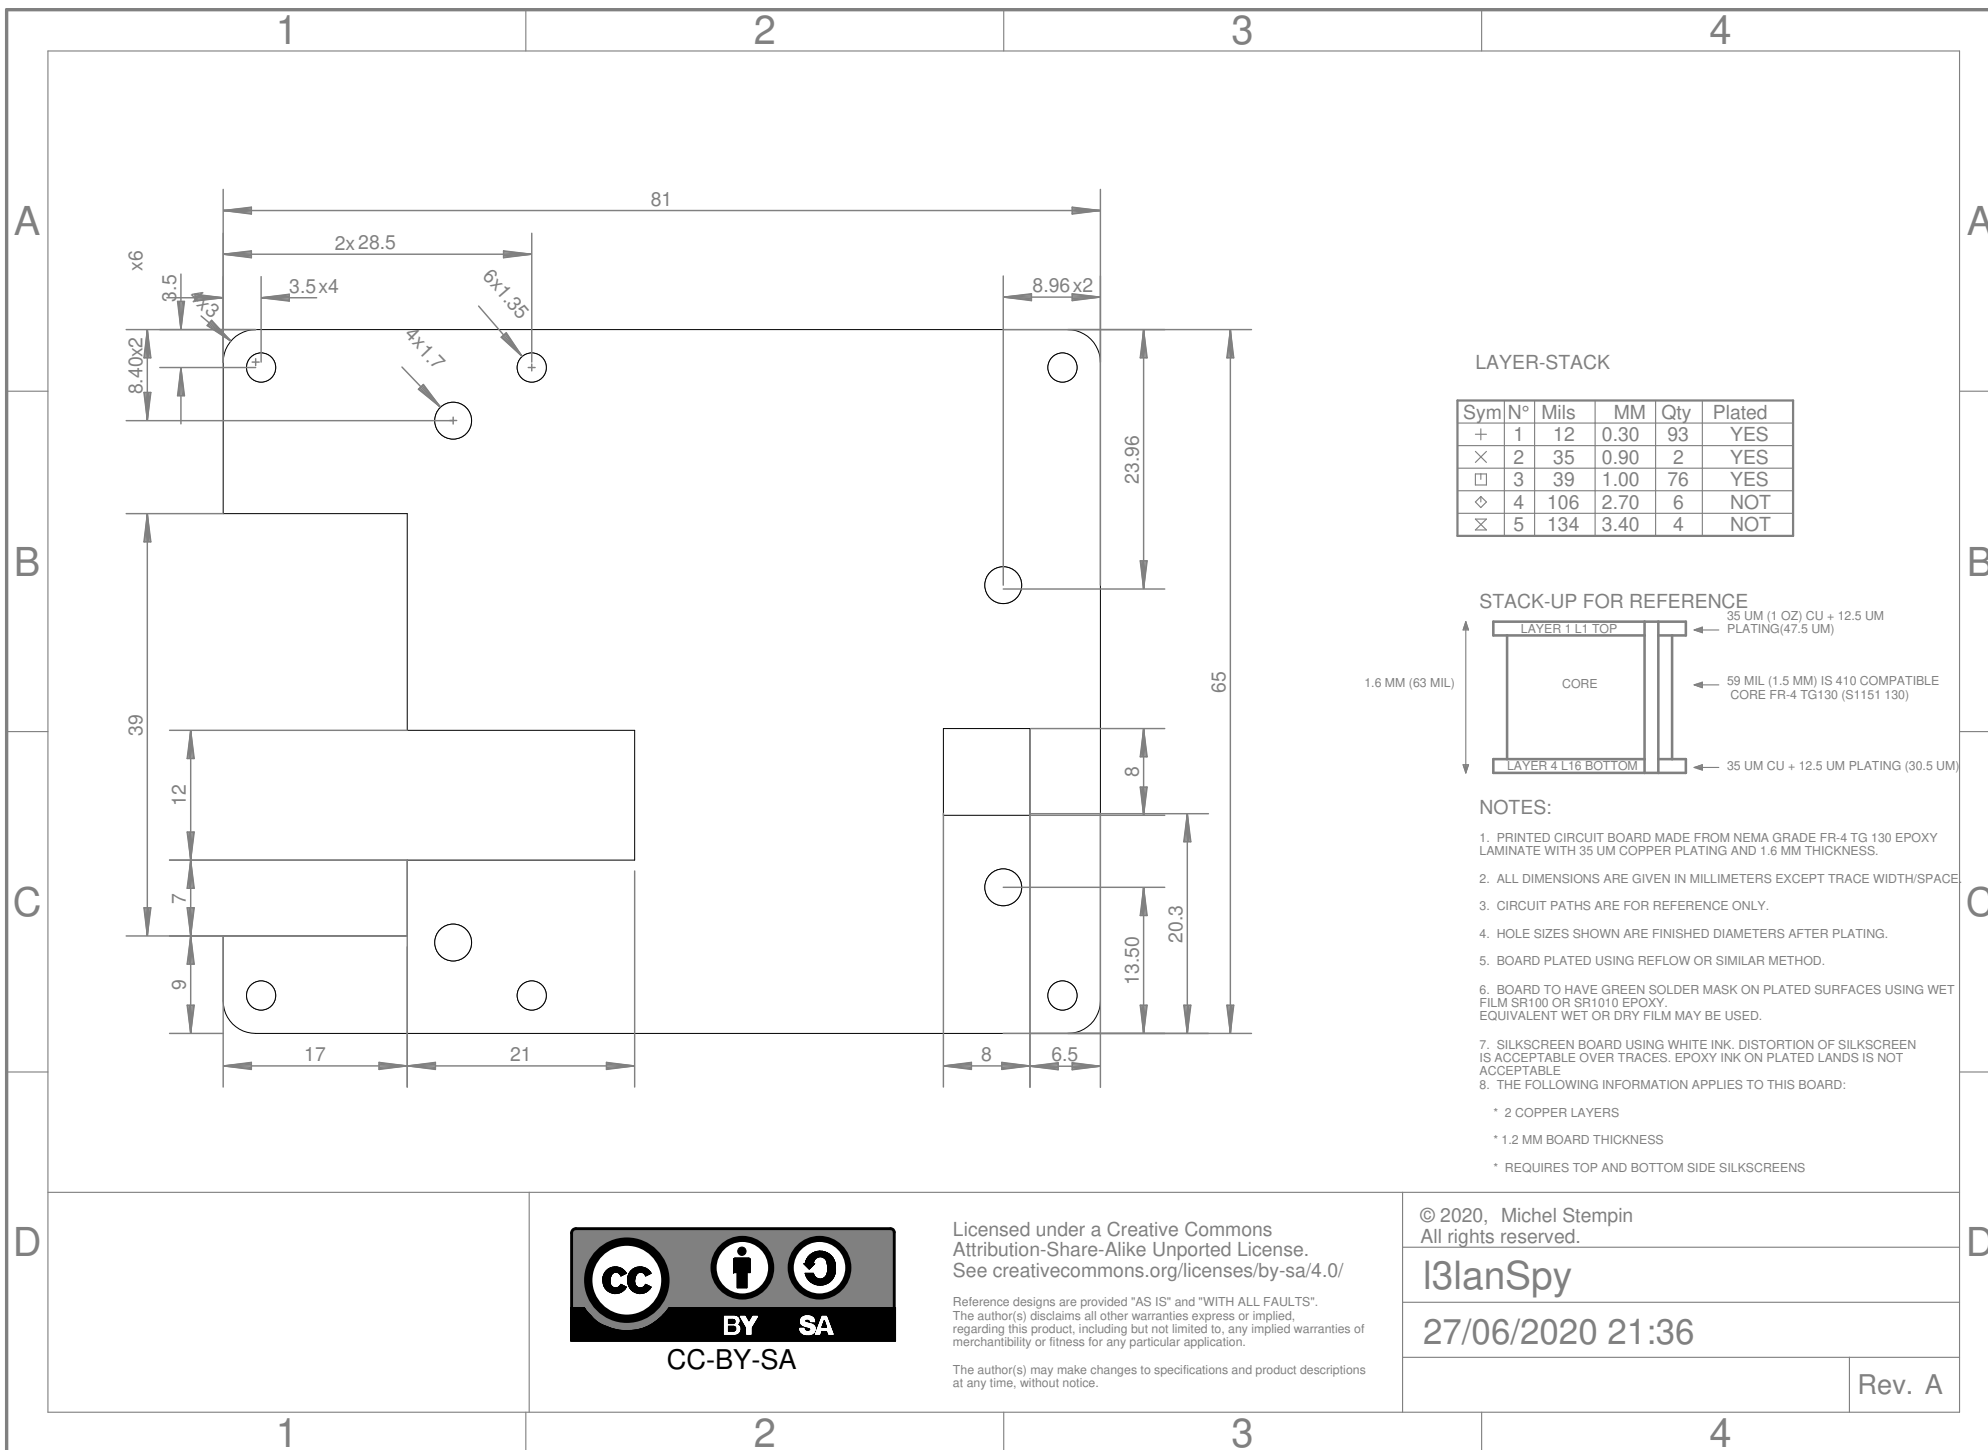 1 2 3 4
A A
B B
C C
D D
81
2x 28.5
3.5x4
x6
3.5
4x3
6x1.35
4x1.7
8.96x2
8.40x2
23.96
65
39
12
7
9
8
20.3
13.50
17
21
8
6.5
LAYER-STACK
Sym N° Mils MM Qty Plated
+ 1 12 0.30 93 YES
2 35 0.90 2 YES
3 39 1.00 76 YES
4 106 2.70 6 NOT
5 134 3.40 4 NOT
STACK-UP FOR REFERENCE
35 UM (1 OZ) CU + 12.5 UM
PLATING(47.5 UM)
LAYER 1 L1 TOP
1.6 MM (63 MIL)
CORE
59 MIL (1.5 MM) IS 410 COMPATIBLE
CORE FR-4 TG130 (S1151 130)
LAYER 4 L16 BOTTOM
35 UM CU + 12.5 UM PLATING (30.5 UM)
NOTES:
1. PRINTED CIRCUIT BOARD MADE FROM NEMA GRADE FR-4 TG 130 EPOXY
LAMINATE WITH 35 UM COPPER PLATING AND 1.6 MM THICKNESS.
2. ALL DIMENSIONS ARE GIVEN IN MILLIMETERS EXCEPT TRACE WIDTH/SPACE.
3. CIRCUIT PATHS ARE FOR REFERENCE ONLY.
4. HOLE SIZES SHOWN ARE FINISHED DIAMETERS AFTER PLATING.
5. BOARD PLATED USING REFLOW OR SIMILAR METHOD.
6. BOARD TO HAVE GREEN SOLDER MASK ON PLATED SURFACES USING WET
FILM SR100 OR SR1010 EPOXY.
EQUIVALENT WET OR DRY FILM MAY BE USED.
7. SILKSCREEN BOARD USING WHITE INK. DISTORTION OF SILKSCREEN
IS ACCEPTABLE OVER TRACES. EPOXY INK ON PLATED LANDS IS NOT
ACCEPTABLE
8. THE FOLLOWING INFORMATION APPLIES TO THIS BOARD:
* 2 COPPER LAYERS
* 1.2 MM BOARD THICKNESS
* REQUIRES TOP AND BOTTOM SIDE SILKSCREENS
CC
BY SA
CC-BY-SA
Licensed under a Creative Commons
Attribution-Share-Alike Unported License.
See creativecommons.org/licenses/by-sa/4.0/
Reference designs are provided "AS IS" and "WITH ALL FAULTS".
The author(s) disclaims all other warranties express or implied,
regarding this product, including but not limited to, any implied warranties of
merchantibility or fitness for any particular application.
The author(s) may make changes to specifications and product descriptions
at any time, without notice.
© 2020, Michel Stempin
All rights reserved.
l3lanSpy
27/06/2020 21:36
Rev. A
1 2 3 4